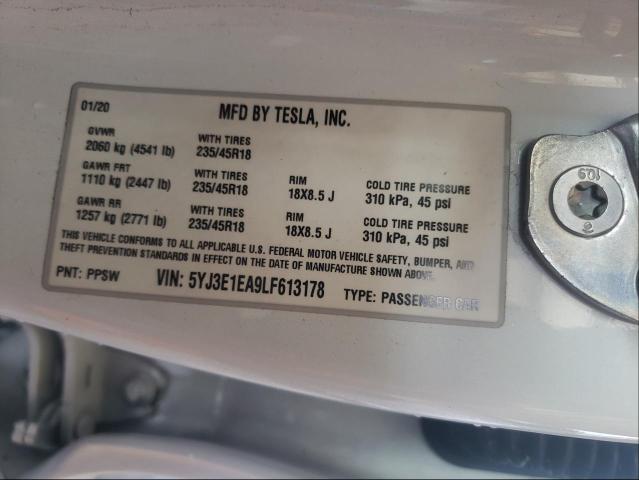 01/20 MFD BY TESLA, INC.
GVWR WITH TIRES
2060 kg (4541 lb) 235/45R18
GAWR FRT WITH TIRES RIM COLD TIRE PRESSURE
1110 kg (2447 lb) 235/45R18 18X8.5 J 310 kPa, 45 psi
GAWR RR WITH TIRES RIM COLD TIRE PRESSURE
1257 kg (2771 lb) 235/45R18 18X8.5 J 310 kPa, 45 psi
THIS VEHICLE CONFORMS TO ALL APPLICABLE U.S. FEDERAL MOTOR VEHICLE SAFETY, BUMPER, AND
THEFT PREVENTION STANDARDS IN EFFECT ON THE DATE OF MANUFACTURE SHOWN ABOVE.
PNT: PPSW VIN: 5YJ3E1EA9LF613178 TYPE: PASSENGER CAR
109